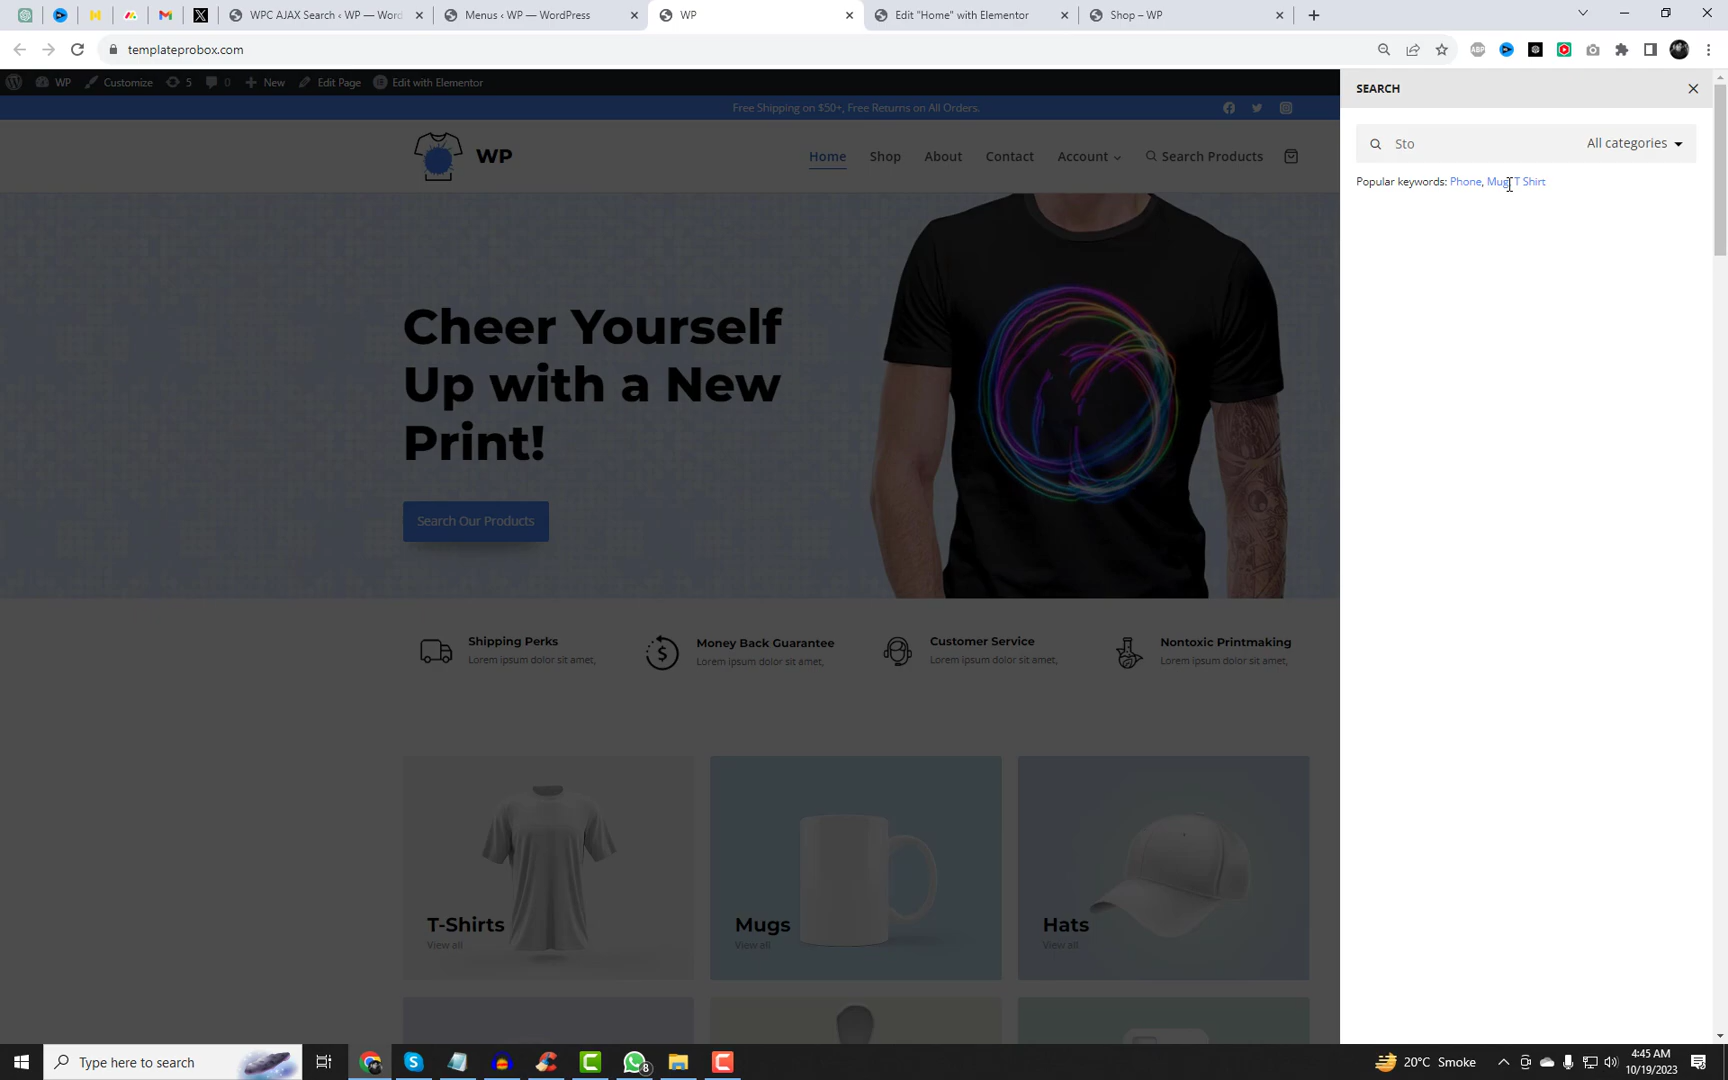 WPC AJAX Search ‹ WP — Word
Menus ‹ WP — WordPress
WP
Edit "Home" with Elementor
Shop – WP
templateprobox.com
ABP
WP
Customize
5
0
New
Edit Page
Edit with Elementor
SEARCH
Free Shipping on $50+, Free Returns on All Orders.
Sto
All categories
WP
Home
Shop
About
Contact
Account
Search Products
Popular keywords: Phone, Mug, T Shirt
Cheer Yourself
Up with a New
Print!
Search Our Products
Shipping Perks
Lorem ipsum dolor sit amet,
Money Back Guarantee
Lorem ipsum dolor sit amet,
Customer Service
Lorem ipsum dolor sit amet,
Nontoxic Printmaking
Lorem ipsum dolor sit amet,
T-Shirts
View all
Mugs
View all
Hats
View all
Type here to search
8
20°C Smoke
4:45 AM
10/19/2023